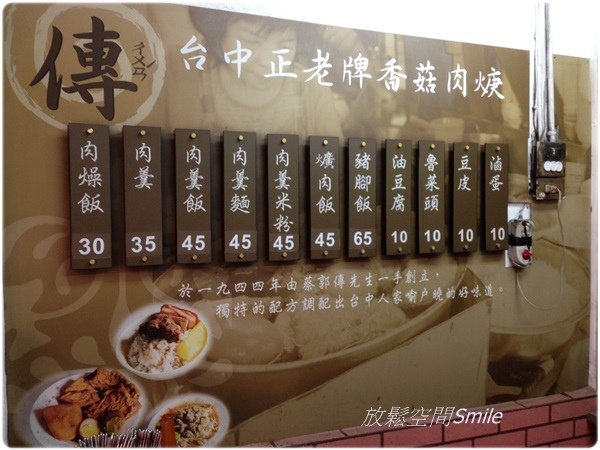 傳
ㄔㄨㄢˊ
台中正老牌香菇肉焿
肉燥飯 30
肉羹 35
肉羹飯 45
肉羹麵 45
肉羹米粉 45
爌肉飯 45
豬腳飯 65
油豆腐 10
魯菜頭 10
豆皮 10
滷蛋 10
於一九四四年由蔡郭傳先生一手創立，
獨特的配方調配出台中人家喻戶曉的好味道。
放鬆空間Smile